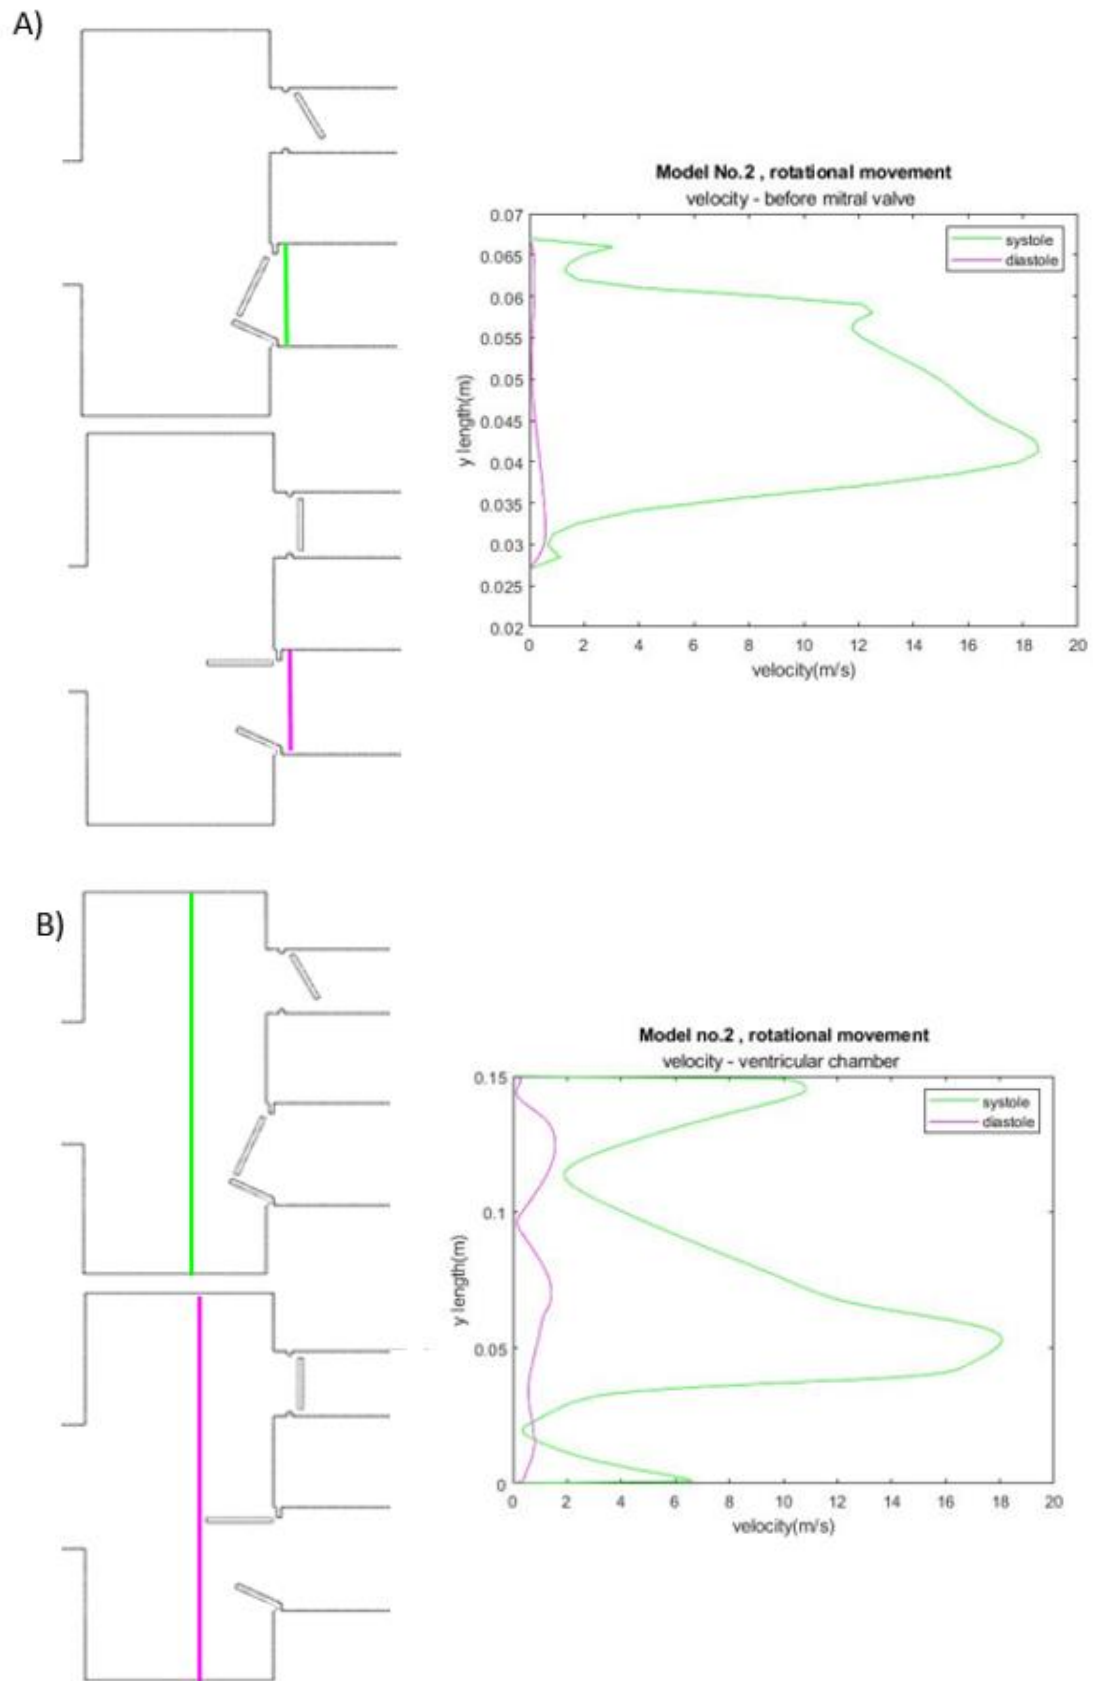 A)
Model No.2 , rotational movement
velocity - before mitral valve
0.07
0.065
0.06
0.055
0.05
0.045
0.04
0.035
0.03
0.025
0.02
y length(m)
systole
diastole
0 2 4 6 8 10 12 14 16 18 20
velocity(m/s)
B)
Model no.2 , rotational movement
velocity - ventricular chamber
0.15
0.1
0.05
0
y length(m)
systole
diastole
0 2 4 6 8 10 12 14 16 18 20
velocity(m/s)